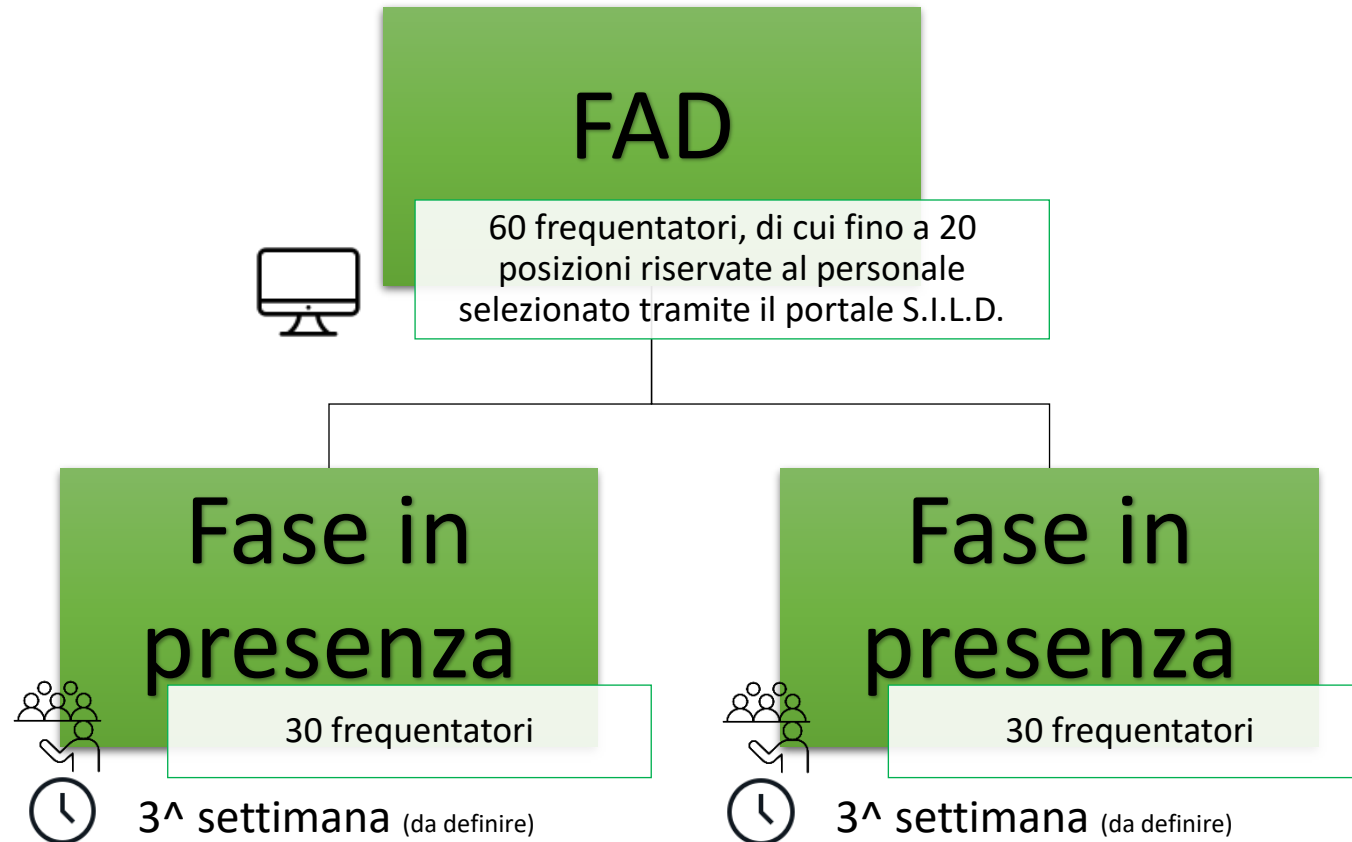 FAD
60 frequentatori, di cui fino a 20
posizioni riservate al personale
selezionato tramite il portale S.I.L.D.
Fase in
presenza
30 frequentatori
3^ settimana (da definire)
Fase in
presenza
30 frequentatori
3^ settimana (da definire)